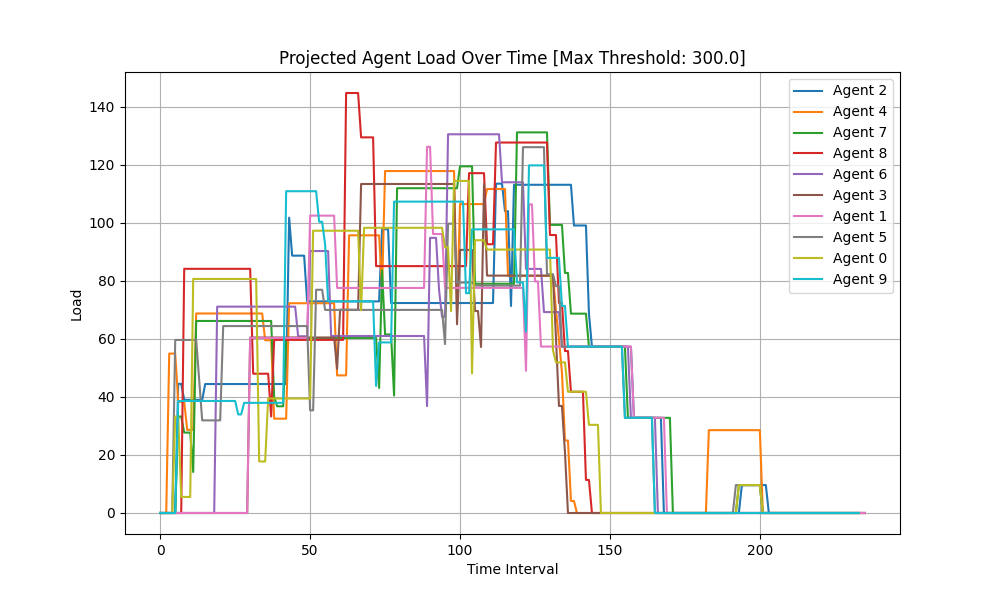 Projected Agent Load Over Time [Max Threshold: 300.0]
Load
140
120
100
80
60
40
20
0
0
50
100
150
200
Time Interval
Agent 2
Agent 4
Agent 7
Agent 8
Agent 6
Agent 3
Agent 1
Agent 5
Agent 0
Agent 9